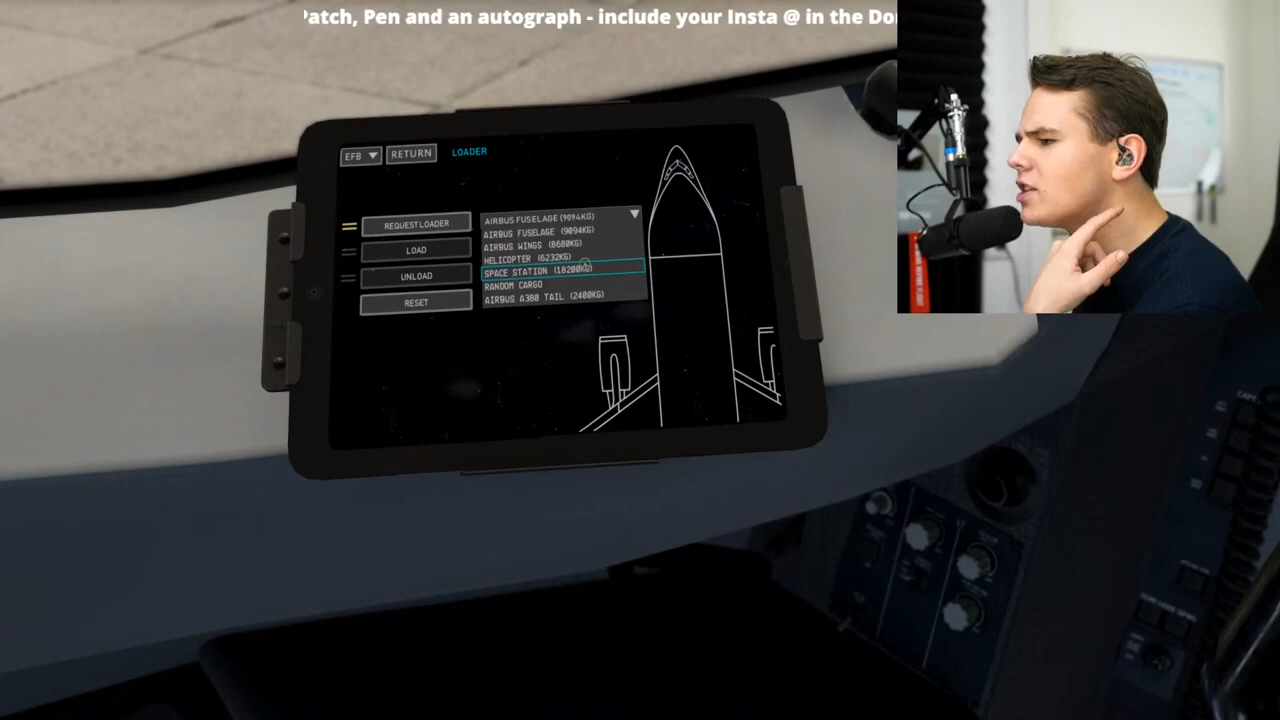 Patch, Pen and an autograph - include your Insta @ in the Do
EFB
RETURN
LOADER
REQUEST LOADER
LOAD
UNLOAD
RESET
AIRBUS FUSELAGE (9094KG)
AIRBUS FUSELAGE (9094KG)
AIRBUS WINGS (8680KG)
HELICOPTER (6232KG)
SPACE STATION (18200KG)
RANDOM CARGO
AIRBUS A380 TAIL (2400KG)